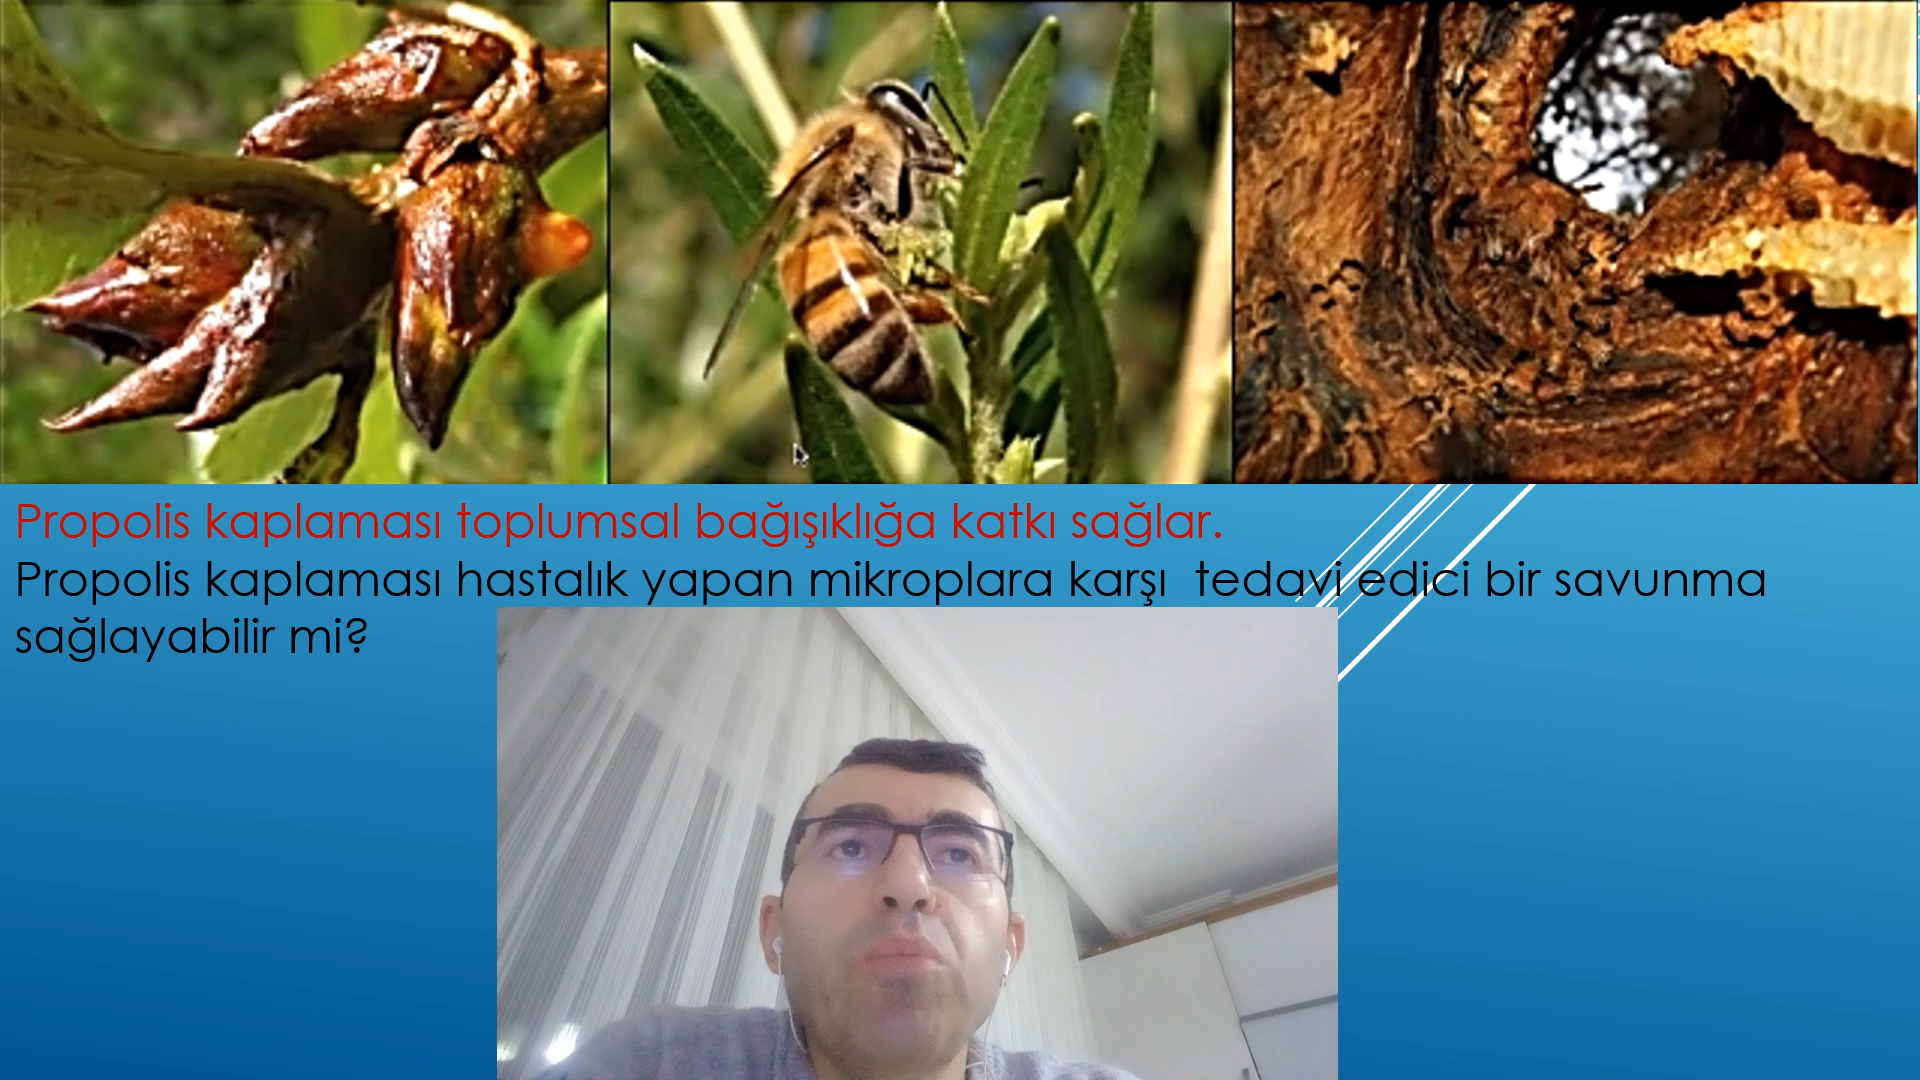 Propolis kaplaması toplumsal bağışıklığa katkı sağlar.
Propolis kaplaması hastalık yapan mikroplara karşı  tedavi edici bir savunma
sağlayabilir mi?